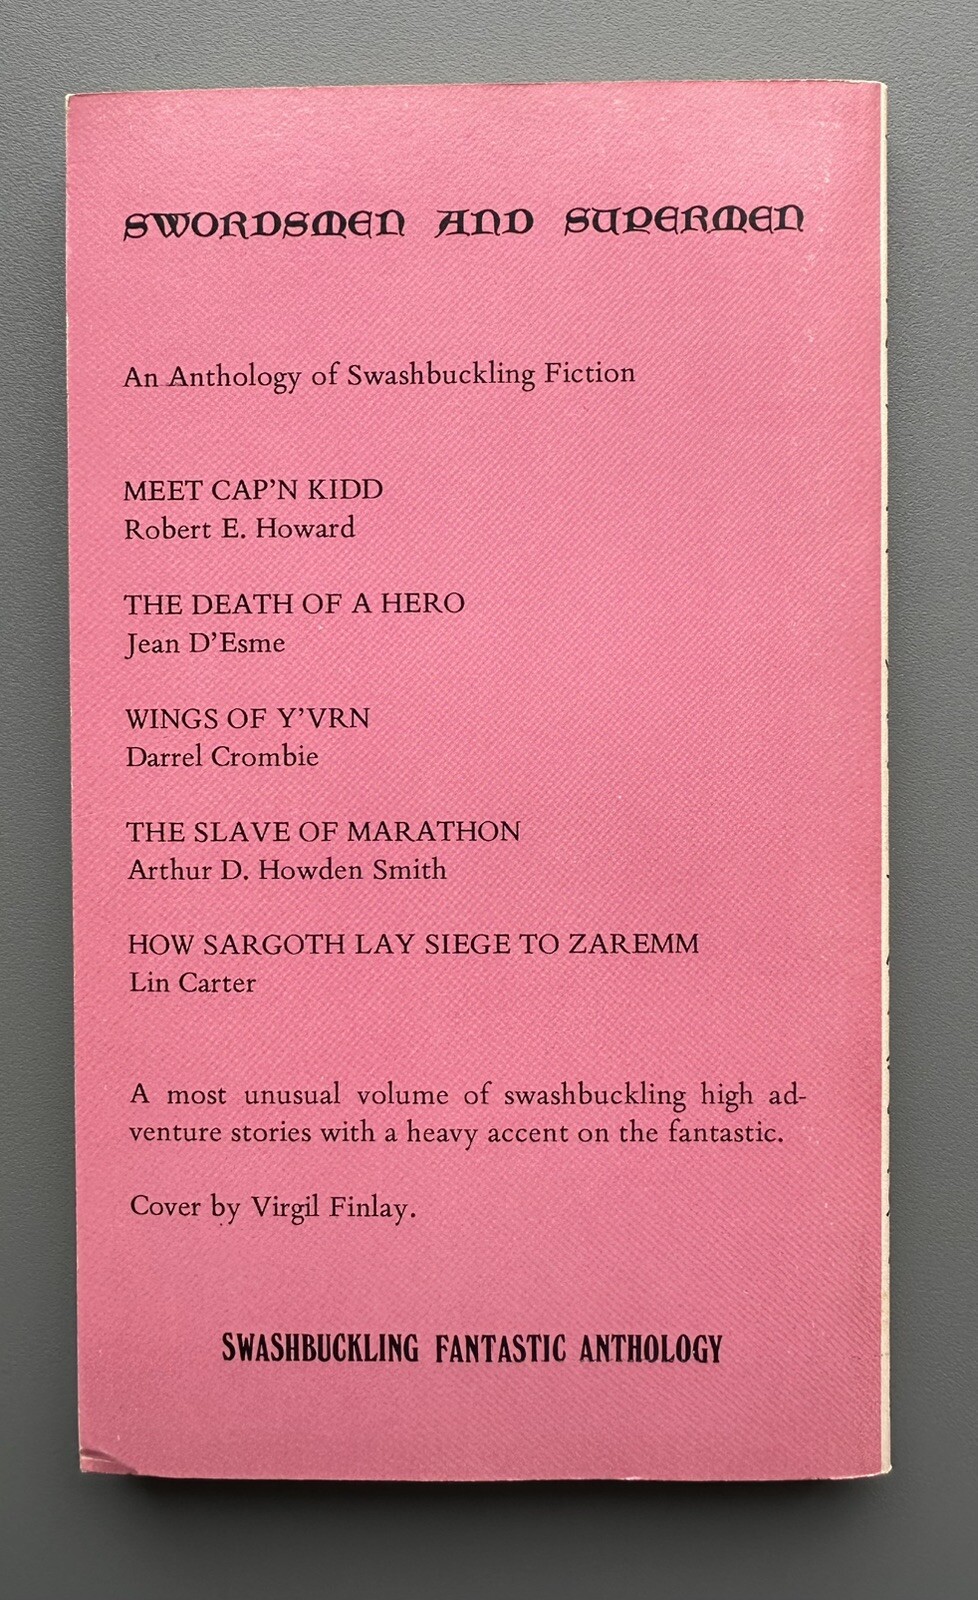 SWORDSMEN AND SUPERMEN
An Anthology of Swashbuckling Fiction
MEET CAP'N KIDD
Robert E. Howard
THE DEATH OF A HERO
Jean D'Esme
WINGS OF Y'VRN
Darrel Crombie
THE SLAVE OF MARATHON
Arthur D. Howden Smith
HOW SARGOTH LAY SIEGE TO ZAREMM
Lin Carter
A most unusual volume of swashbuckling high ad-
venture stories with a heavy accent on the fantastic.
Cover by Virgil Finlay.
SWASHBUCKLING FANTASTIC ANTHOLOGY